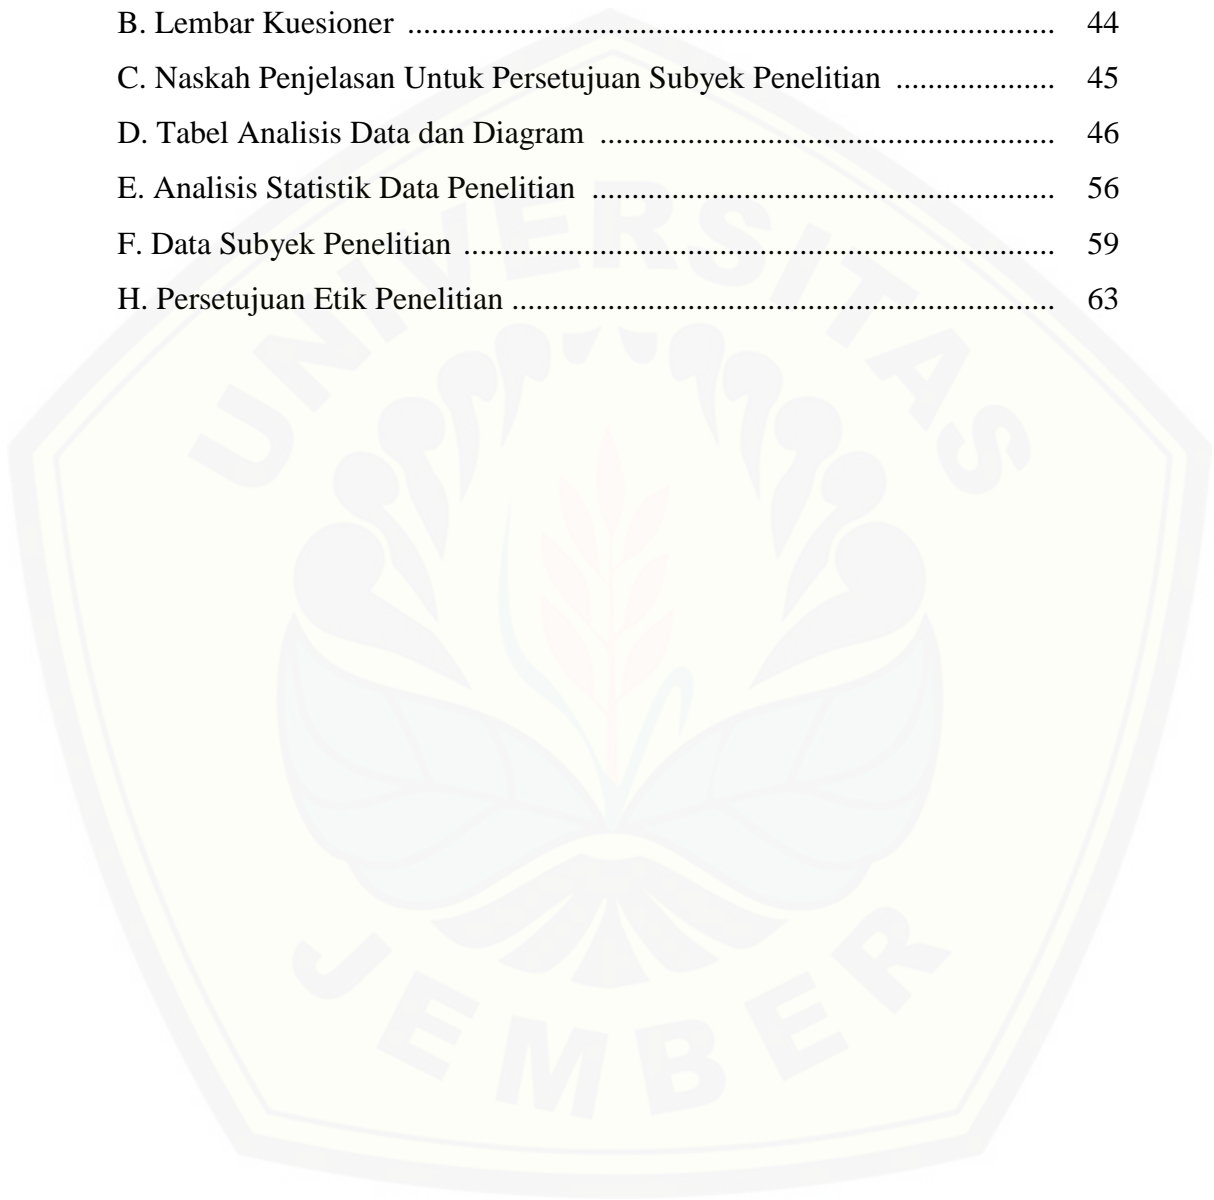 B. Lembar Kuesioner ................................................................................. 44
C. Naskah Penjelasan Untuk Persetujuan Subyek Penelitian .................... 45
D. Tabel Analisis Data dan Diagram ......................................................... 46
E. Analisis Statistik Data Penelitian .......................................................... 56
F. Data Subyek Penelitian .......................................................................... 59
H. Persetujuan Etik Penelitian .................................................................... 63
UNIVERSITAS
JEMBER